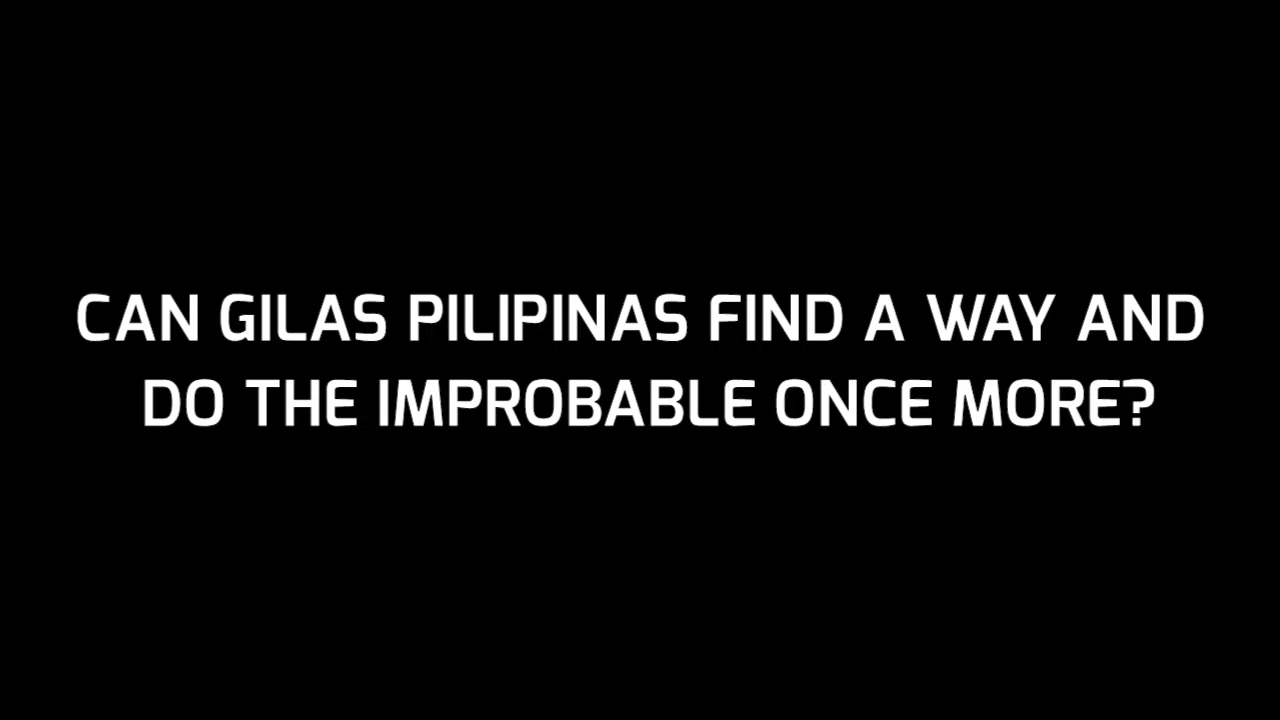 CAN GILAS PILIPINAS FIND A WAY AND
DO THE IMPROBABLE ONCE MORE?